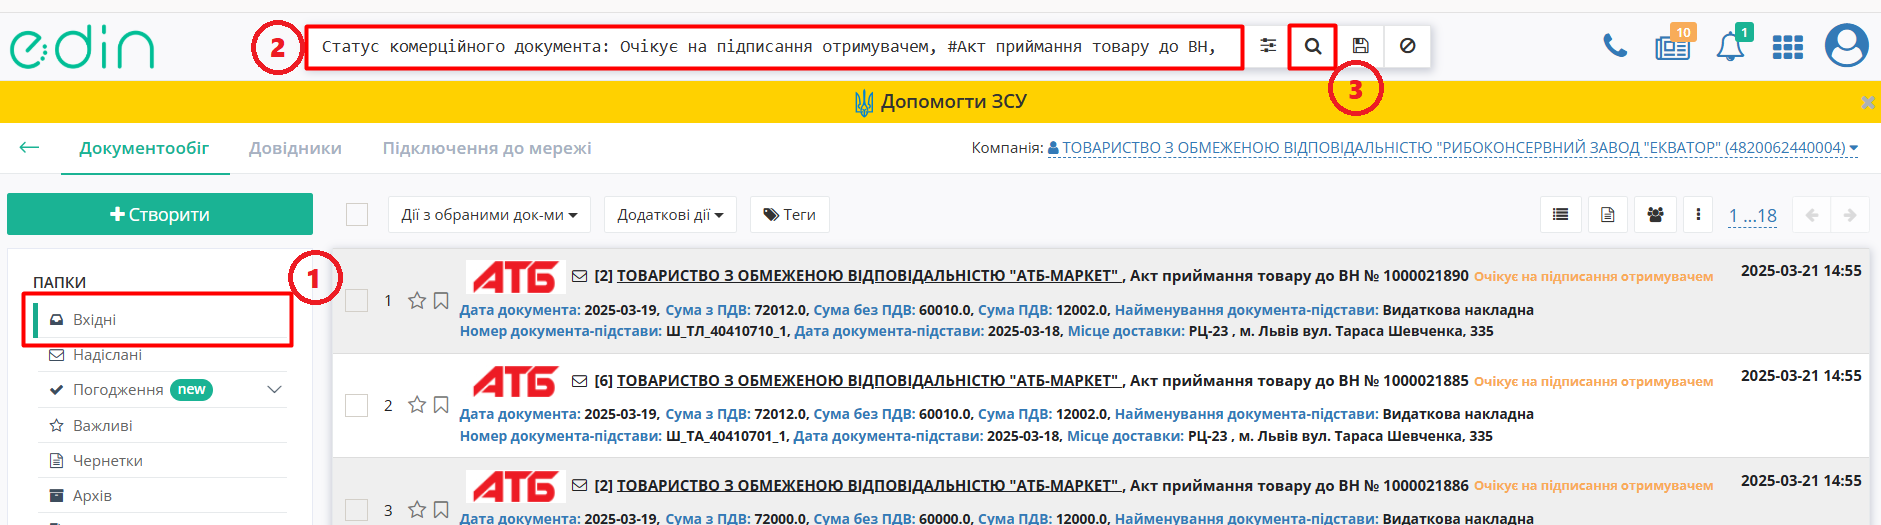 edin
2
Статус комерційного документа: Очікує на підписання отримувачем, #Акт приймання товару до ВН,
3
10
1
Допомогти ЗСУ
Документообіг
Довідники
Підключення до мережі
Компанія: ТОВАРИСТВО З ОБМЕЖЕНОЮ ВІДПОВІДАЛЬНІСТЮ "РИБОКОНСЕРВНИЙ ЗАВОД "ЕКВАТОР" (4820062440004)
Створити
Дії з обраними док-ми
Додаткові дії
Теги
1 ...18
ПАПКИ
1
Вхідні
Надіслані
Погодження new
Важливі
Чернетки
Архів
1
АТБ
[2] ТОВАРИСТВО З ОБМЕЖЕНОЮ ВІДПОВІДАЛЬНІСТЮ "АТБ-МАРКЕТ" , Акт приймання товару до ВН № 1000021890 Очікує на підписання отримувачем
2025-03-21 14:55
Дата документа: 2025-03-19, Сума з ПДВ: 72012.0, Сума без ПДВ: 60010.0, Сума ПДВ: 12002.0, Найменування документа-підстави: Видаткова накладна
Номер документа-підстави: Ш_ТЛ_40410710_1, Дата документа-підстави: 2025-03-18, Місце доставки: РЦ-23 , м. Львів вул. Тараса Шевченка, 335
2
АТБ
[6] ТОВАРИСТВО З ОБМЕЖЕНОЮ ВІДПОВІДАЛЬНІСТЮ "АТБ-МАРКЕТ" , Акт приймання товару до ВН № 1000021885 Очікує на підписання отримувачем
2025-03-21 14:55
Дата документа: 2025-03-19, Сума з ПДВ: 72012.0, Сума без ПДВ: 60010.0, Сума ПДВ: 12002.0, Найменування документа-підстави: Видаткова накладна
Номер документа-підстави: Ш_ТА_40410701_1, Дата документа-підстави: 2025-03-18, Місце доставки: РЦ-23 , м. Львів вул. Тараса Шевченка, 335
3
АТБ
[2] ТОВАРИСТВО З ОБМЕЖЕНОЮ ВІДПОВІДАЛЬНІСТЮ "АТБ-МАРКЕТ" , Акт приймання товару до ВН № 1000021886 Очікує на підписання отримувачем
2025-03-21 14:55
Дата документа: 2025-03-19, Сума з ПДВ: 72000.0, Сума без ПДВ: 60000.0, Сума ПДВ: 12000.0, Найменування документа-підстави: Видаткова накладна